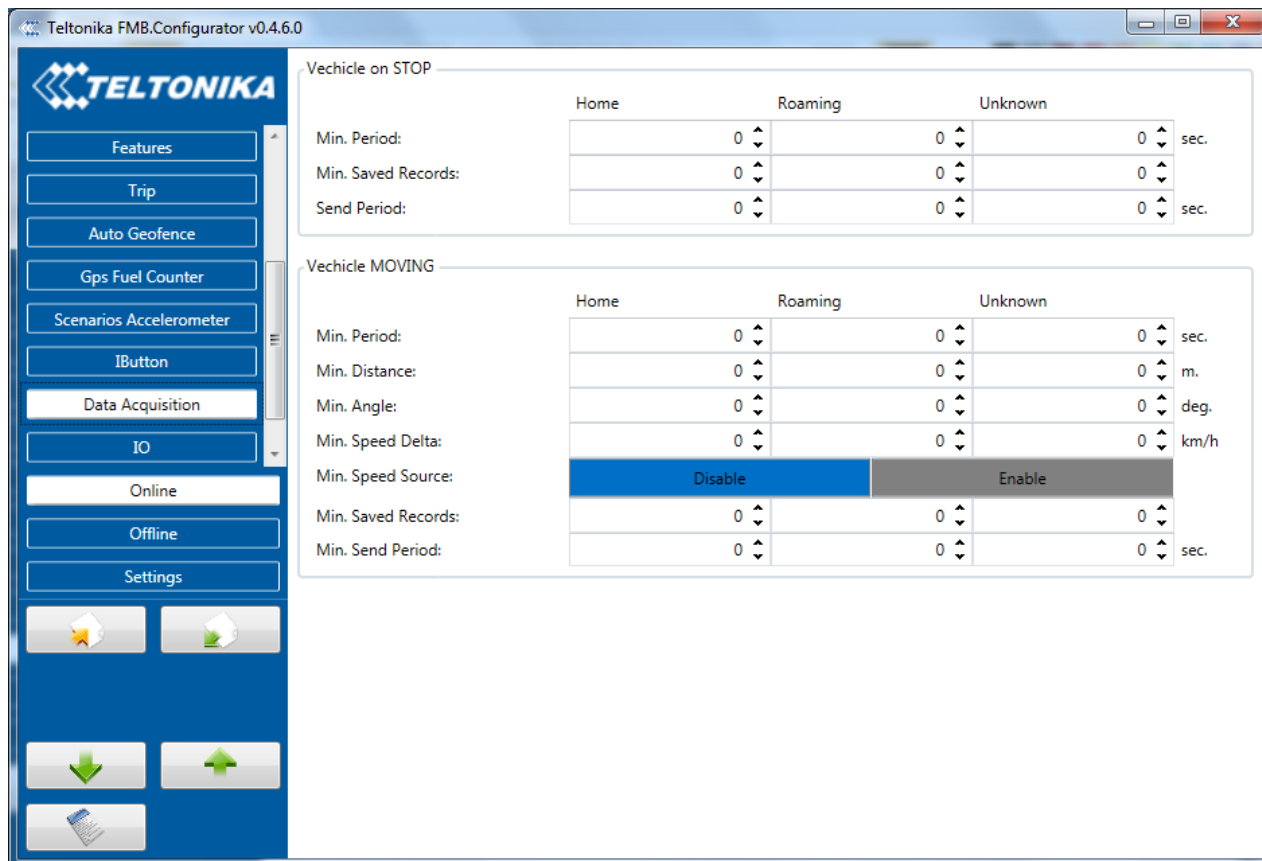 Teltonika FMB.Configurator v0.4.6.0
TELTONIKA
Features
Trip
Auto Geofence
Gps Fuel Counter
Scenarios Accelerometer
IButton
Data Acquisition
IO
Online
Offline
Settings
Vechicle on STOP
Home Roaming Unknown
Min. Period: 0 0 0 sec.
Min. Saved Records: 0 0 0
Send Period: 0 0 0 sec.
Vechicle MOVING
Home Roaming Unknown
Min. Period: 0 0 0 sec.
Min. Distance: 0 0 0 m.
Min. Angle: 0 0 0 deg.
Min. Speed Delta: 0 0 0 km/h
Min. Speed Source: Disable Enable
Min. Saved Records: 0 0 0
Min. Send Period: 0 0 0 sec.